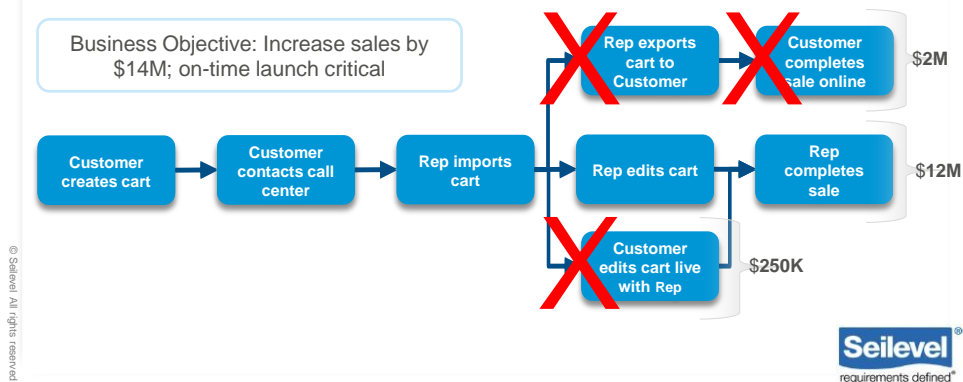 Business Objective: Increase sales by
$14M; on-time launch critical
Rep exports
cart to
Customer
Customer
completes
sale online
$2M
Customer
creates cart
Customer
contacts call
center
Rep imports
cart
Rep edits cart
Rep
completes
sale
$12M
Customer
edits cart live
with Rep
$250K
© Seilevel All rights reserved
Seilevel®
requirements defined®